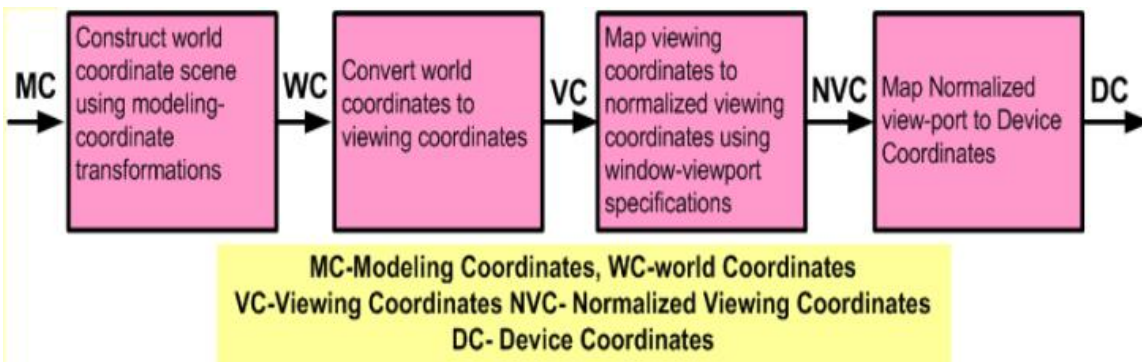 MC
Construct world
coordinate scene
using modeling-
coordinate
transformations
WC
Convert world
coordinates to
viewing coordinates
VC
Map viewing
coordinates to
normalized viewing
coordinates using
window-viewport
specifications
NVC
Map Normalized
view-port to Device
Coordinates
DC
MC-Modeling Coordinates, WC-world Coordinates
VC-Viewing Coordinates NVC- Normalized Viewing Coordinates
DC- Device Coordinates